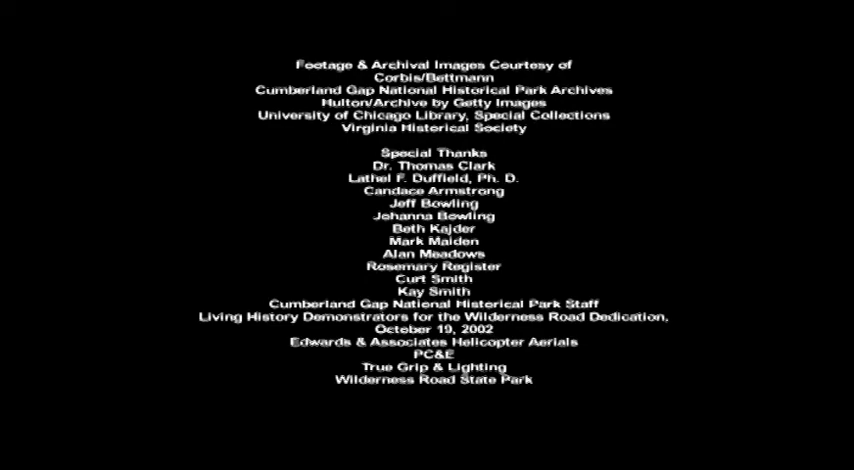 Footage & Archival Images Courtesy of
Corbis/Bettmann
Cumberland Gap National Historical Park Archives
Hulton/Archive by Getty Images
University of Chicago Library, Special Collections
Virginia Historical Society
Special Thanks
Dr. Thomas Clark
Lathel F. Duffield, Ph. D.
Candace Armstrong
Jeff Bowling
Johanna Bowling
Beth Kajder
Mark Maiden
Alan Meadows
Rosemary Register
Curt Smith
Kay Smith
Cumberland Gap National Historical Park Staff
Living History Demonstrators for the Wilderness Road Dedication,
October 19, 2002
Edwards & Associates Helicopter Aerials
PC&E
True Grip & Lighting
Wilderness Road State Park